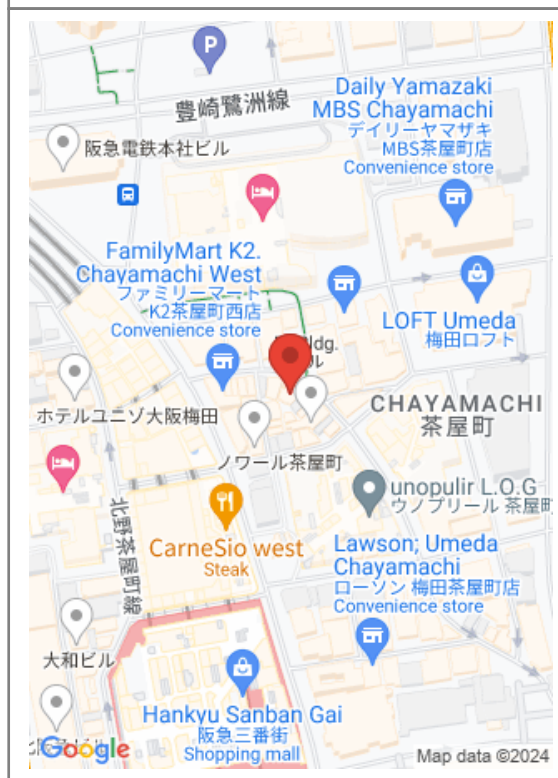 P
豊崎鷺洲線
Daily Yamazaki
MBS Chayamachi
デイリーヤマザキ
MBS茶屋町店
Convenience store
阪急電鉄本社ビル
FamilyMart K2.
Chayamachi West
ファミリーマート
K2茶屋町西店
Convenience store
LOFT Umeda
梅田ロフト
ldg.
ル
ホテルユニゾ大阪梅田
CHAYAMACHI
茶屋町
ノワール茶屋町
unopulir L.O.G
ウノプリール 茶屋町
北野茶屋町線
CarneSio west
Steak
Lawson; Umeda
Chayamachi
ローソン 梅田茶屋町店
Convenience store
大和ビル
Hankyu Sanban Gai
阪急三番街
Shopping mall
Google
Map data ©2024